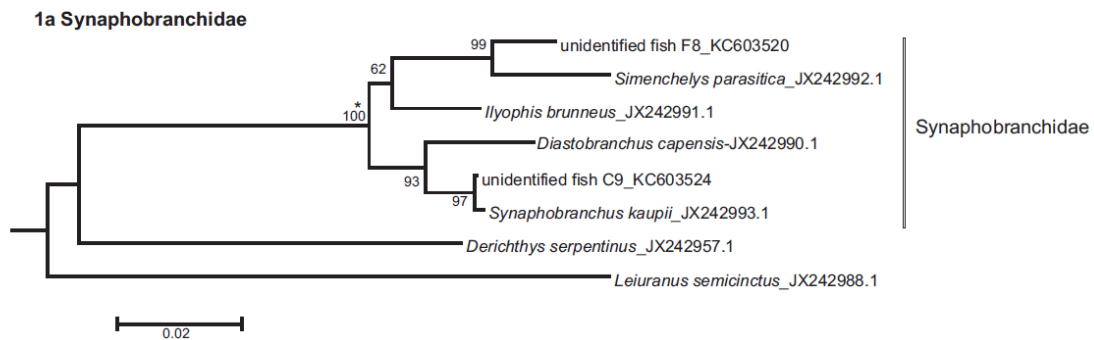 1a Synaphobranchidae
99
unidentified fish F8_KC603520
62
Simenchelys parasitica_JX242992.1
*
100
Ilyophis brunneus_JX242991.1
Synaphobranchidae
Diastobranchus capensis-JX242990.1
93
unidentified fish C9_KC603524
97
Synaphobranchus kaupii_JX242993.1
Derichthys serpentinus_JX242957.1
Leiuranus semicinctus_JX242988.1
0.02